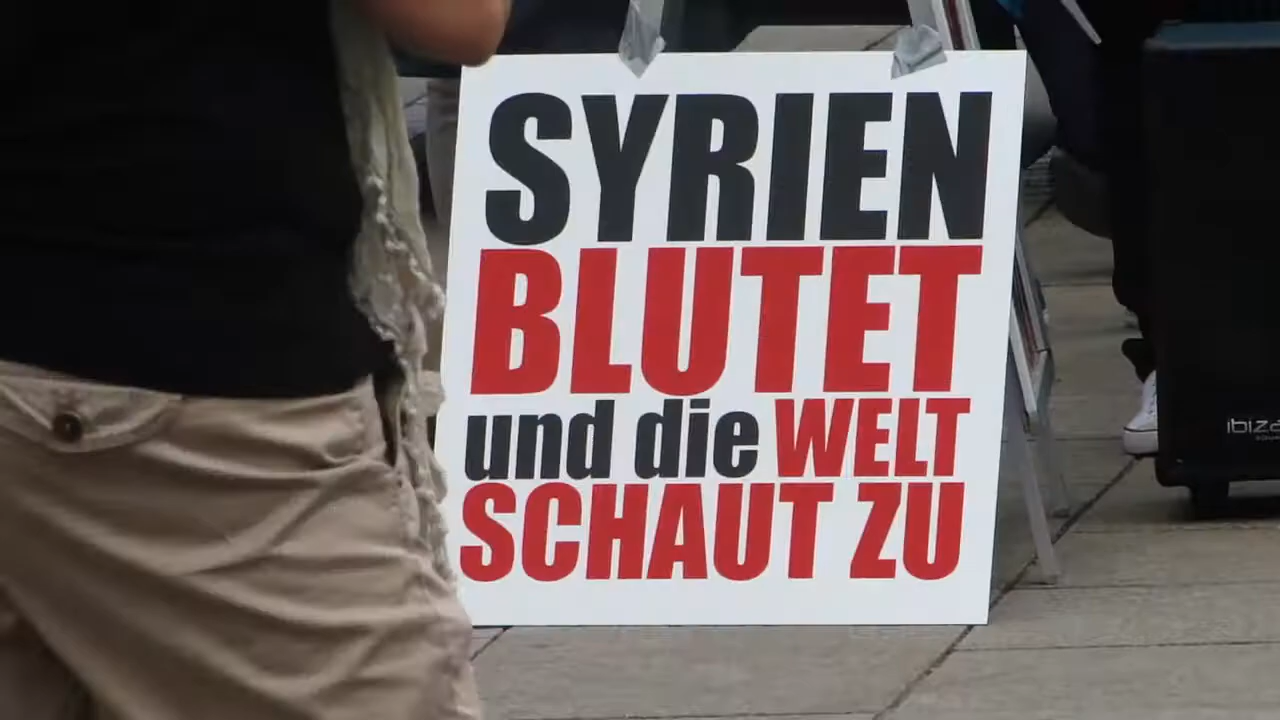 SYRIEN
BLUTET
und die WELT
SCHAUT ZU
ibiza